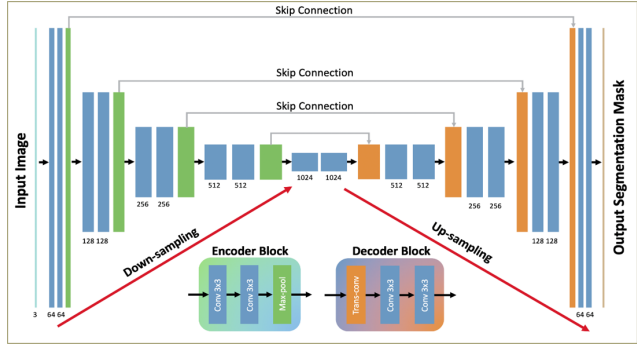 Skip Connection
Skip Connection
Skip Connection
Input Image
Output Segmentation Mask
3
64 64
128 128
256 256
512 512
1024 1024
512 512
256 256
128 128
64 64
Down-sampling
Up-sampling
Encoder Block
Conv 3x3
Conv 3x3
Max-pool
Decoder Block
Trans-conv
Conv 3x3
Conv 3x3